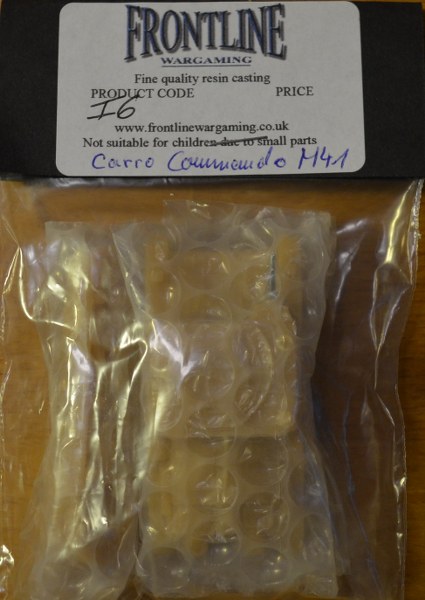 FRONTLINE
WARGAMING
Fine quality resin casting
PRODUCT CODE PRICE
I6
www.frontlinewargaming.co.uk
Not suitable for children due to small parts
Carro Commando M41